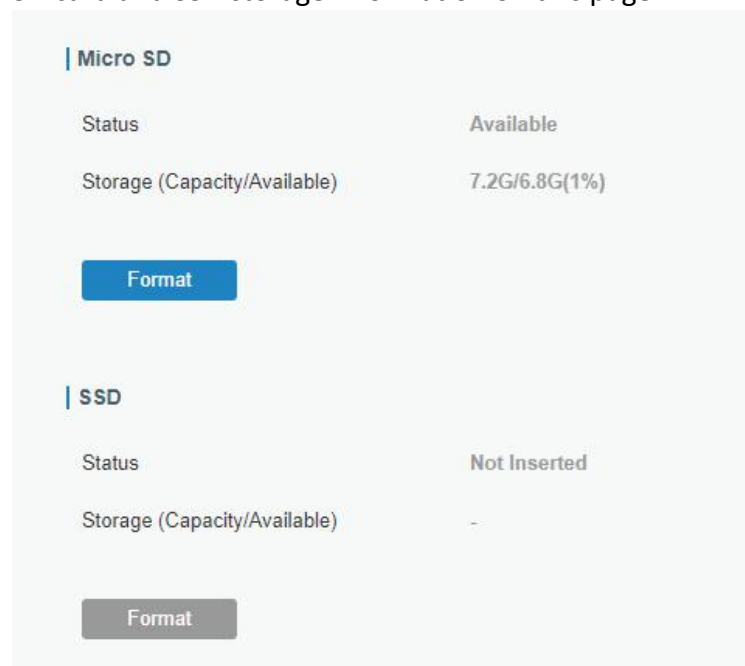 Micro SD
Status Available
Storage (Capacity/Available) 7.2G/6.8G(1%)
Format
SSD
Status Not Inserted
Storage (Capacity/Available) -
Format